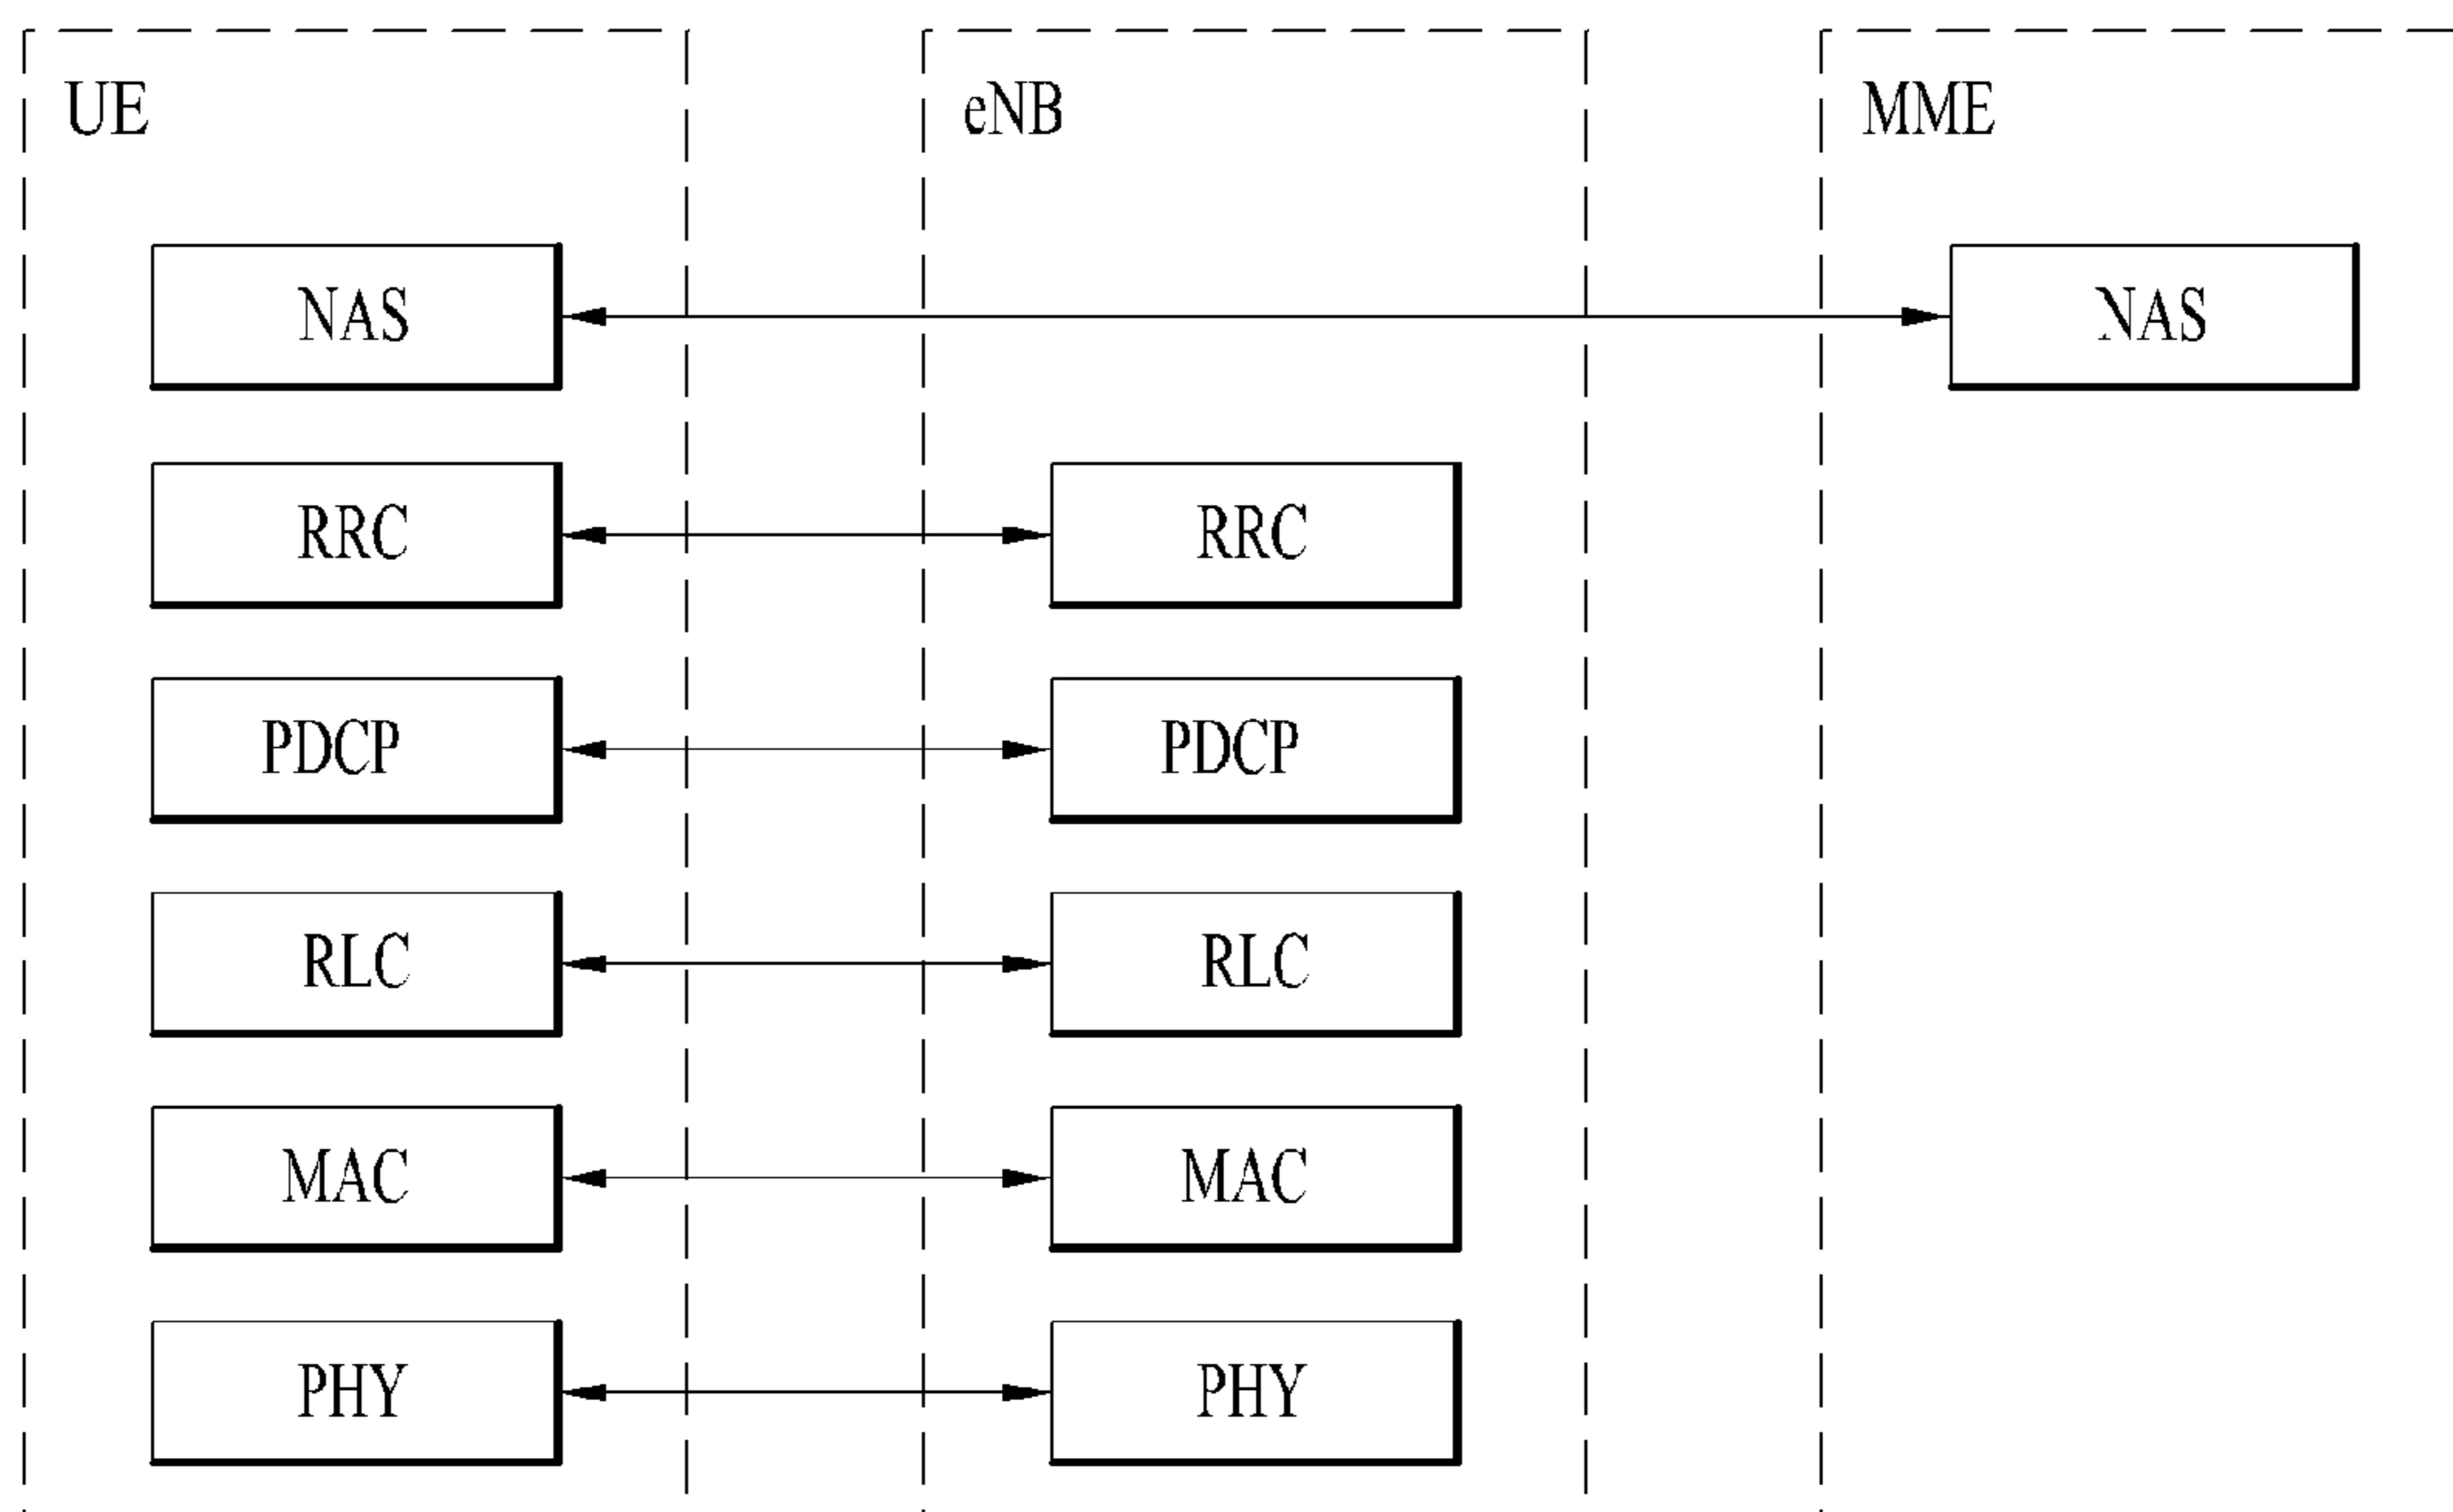 UE eNB MME
NAS NAS
RRC RRC
PDCP PDCP
RLC RLC
MAC MAC
PHY PHY